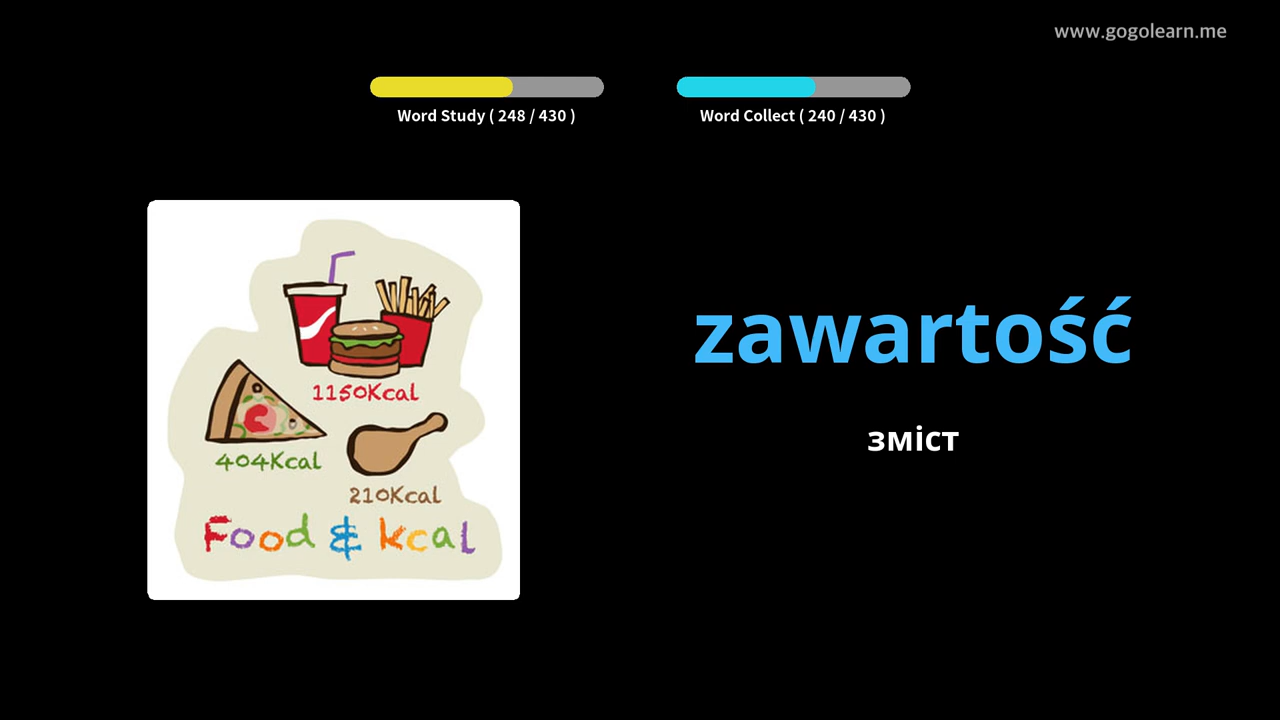 www.gogolearn.me
Word Study ( 248 / 430 )
Word Collect ( 240 / 430 )
1150Kcal
404Kcal
210Kcal
Food & kcal
zawartość
зміст